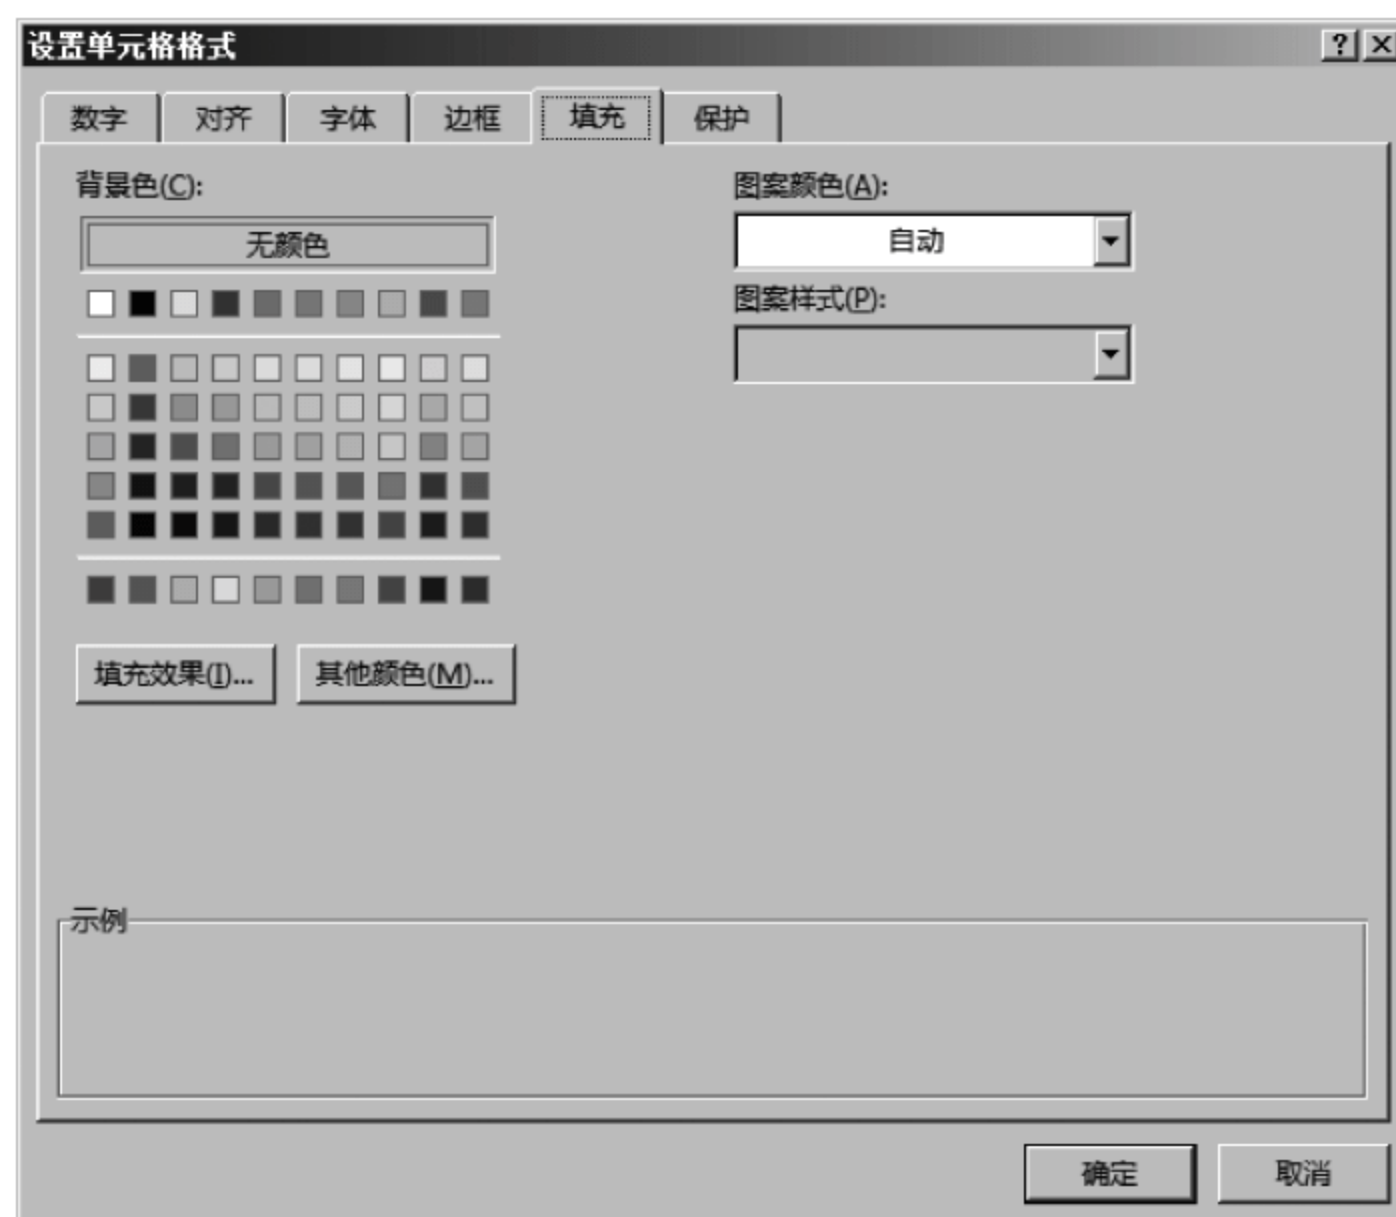 设置单元格格式
数字 对齐 字体 边框 填充 保护
背景色(C):
无颜色
图案颜色(A):
自动
图案样式(P):
填充效果(I)... 其他颜色(M)...
示例
确定 取消